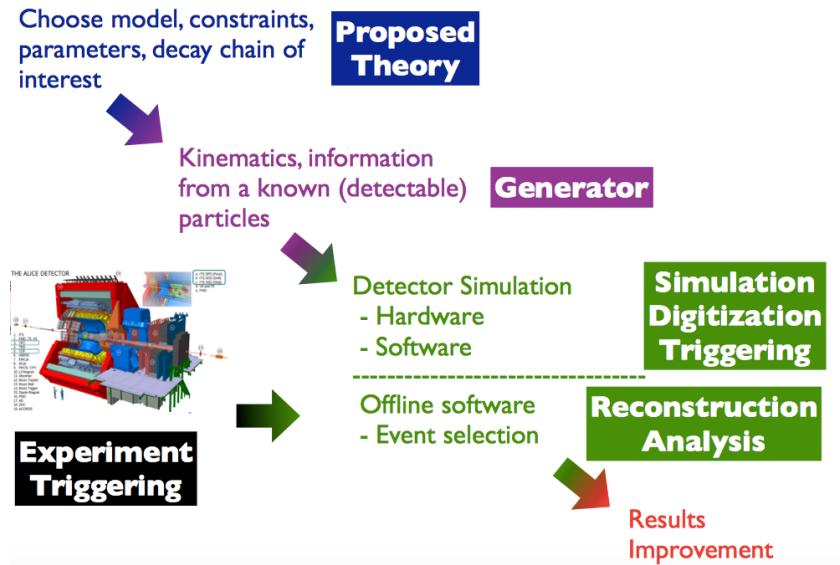 Choose model, constraints,
parameters, decay chain of
interest
Proposed
Theory
Kinematics, information
from a known (detectable)
particles
Generator
THE ALICE DETECTOR
Detector Simulation
- Hardware
- Software
Simulation
Digitization
Triggering
Offline software
- Event selection
Reconstruction
Analysis
Experiment
Triggering
Results
Improvement